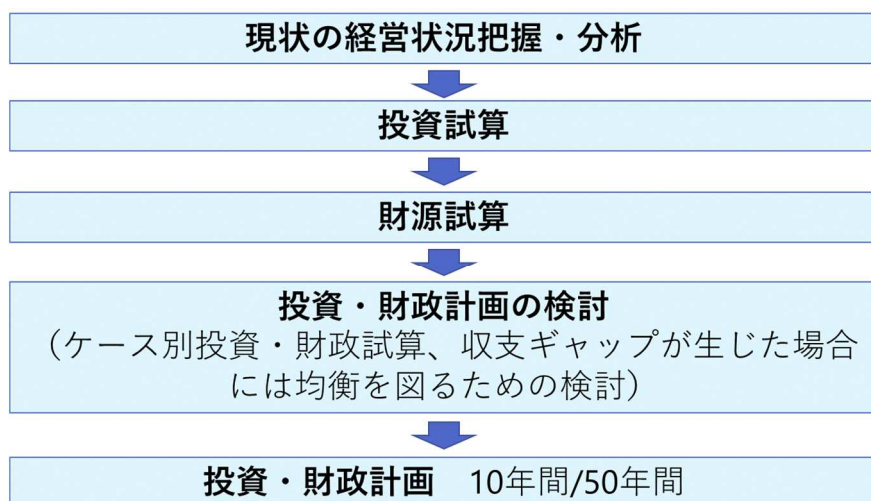 現状の経営状況把握・分析
投資試算
財源試算
投資・財政計画の検討
（ケース別投資・財政試算、収支ギャップが生じた場合
には均衡を図るための検討）
投資・財政計画　10年間/50年間